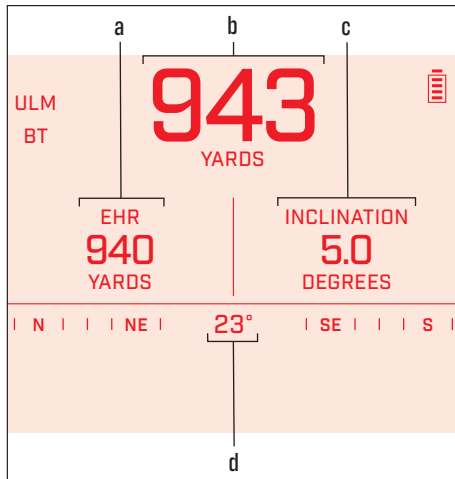 a b c
943
YARDS
ULM
BT
EHR
940
YARDS
INCLINATION
5.0
DEGREES
N NE 23° SE S
d